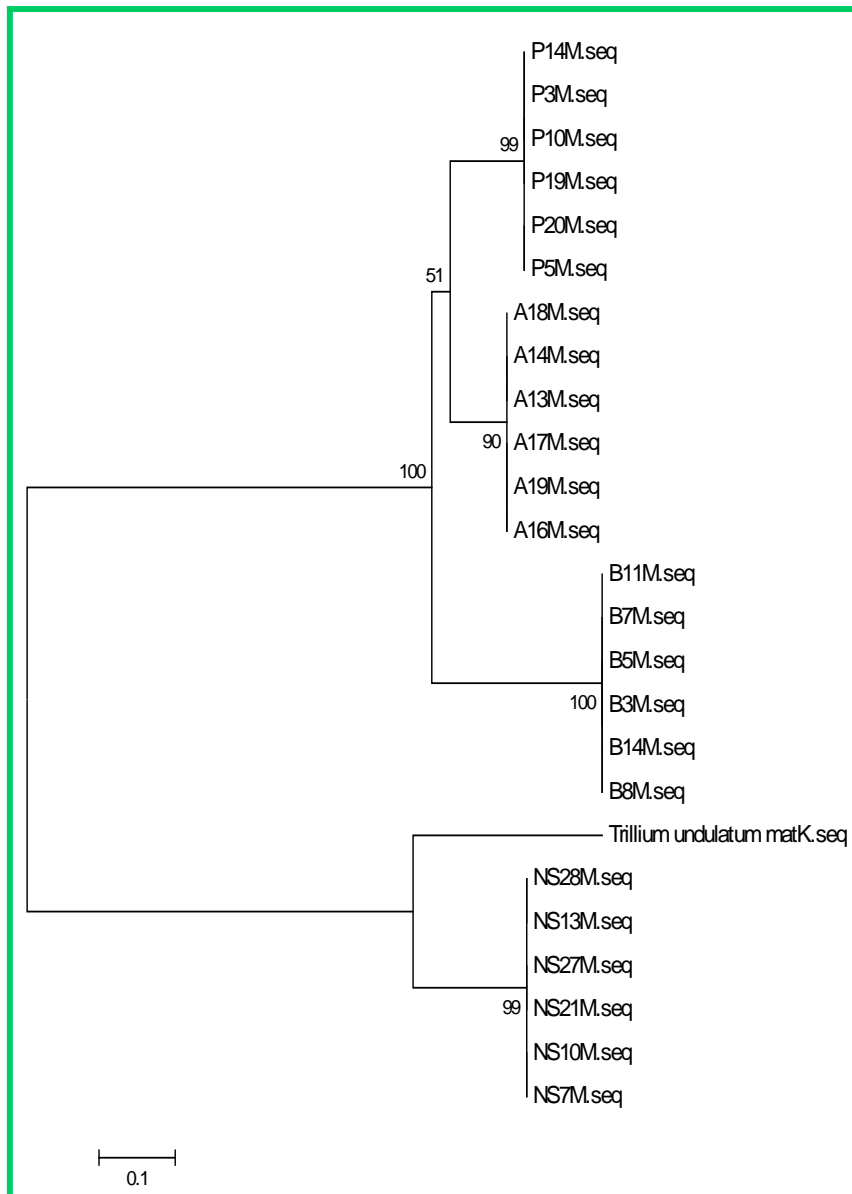 P14M.seq
P3M.seq
P10M.seq
99
P19M.seq
P20M.seq
P5M.seq
51
A18M.seq
A14M.seq
A13M.seq
A17M.seq
90
100
A19M.seq
A16M.seq
B11M.seq
B7M.seq
B5M.seq
B3M.seq
100
B14M.seq
B8M.seq
Trillium undulatum matK.seq
NS28M.seq
NS13M.seq
NS27M.seq
NS21M.seq
99
NS10M.seq
NS7M.seq
0.1